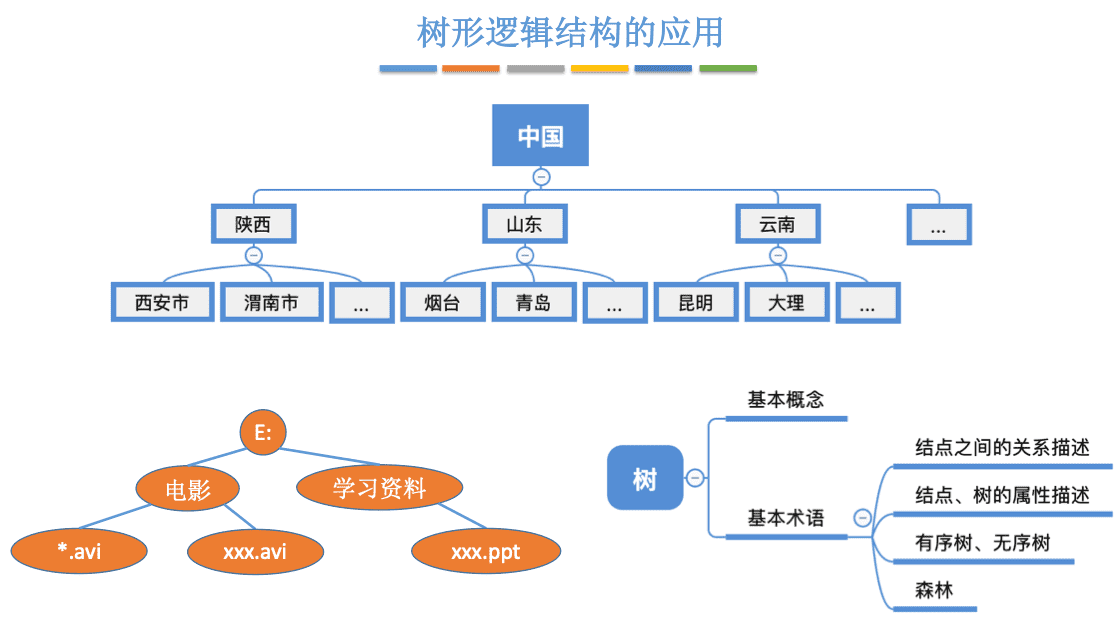 树形逻辑结构的应用
中国
陕西
山东
云南
...
西安市
渭南市
...
烟台
青岛
...
昆明
大理
...
E:
电影
学习资料
*.avi
xxx.avi
xxx.ppt
树
基本概念
基本术语
结点之间的关系描述
结点、树的属性描述
有序树、无序树
森林